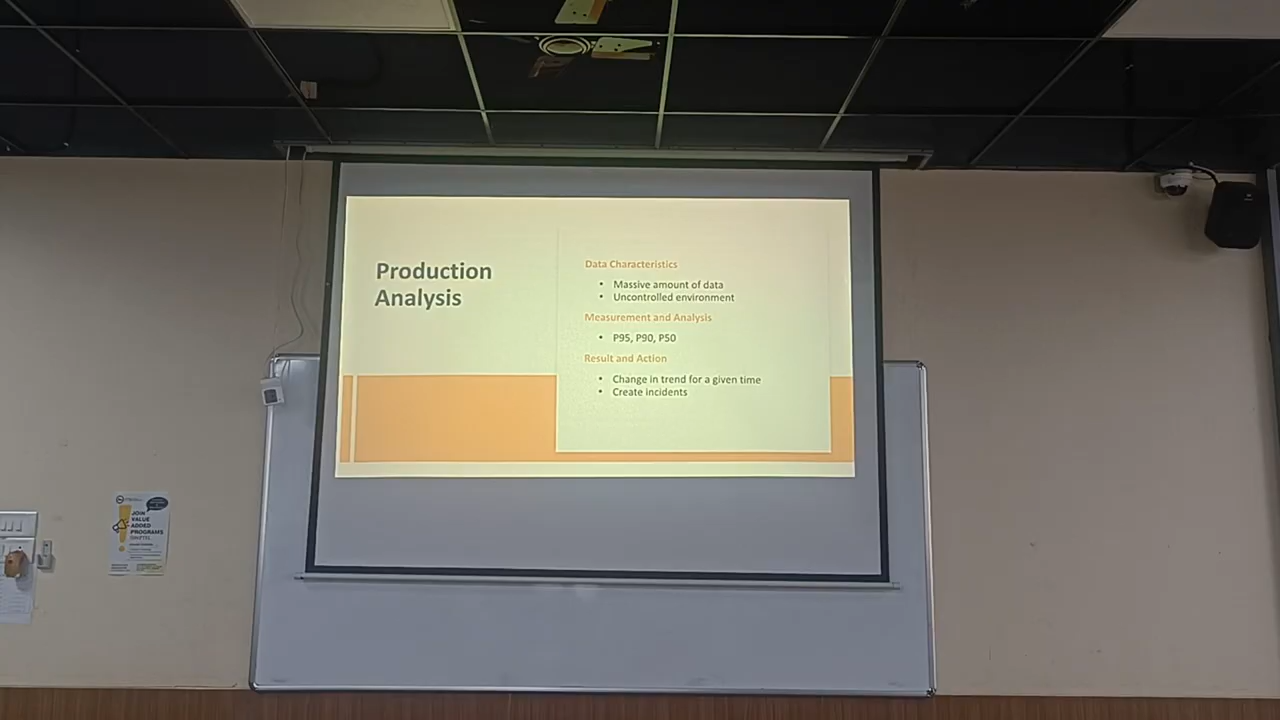 Production
Analysis
Data Characteristics
• Massive amount of data
• Uncontrolled environment
Measurement and Analysis
• P95, P90, P50
Result and Action
• Change in trend for a given time
• Create incidents
JOIN
VALUE
ADDED
PROGRAMS